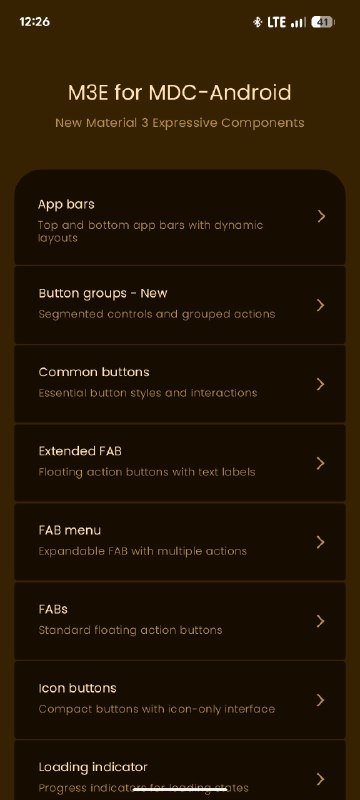 12:26
LTE
41
M3E for MDC-Android
New Material 3 Expressive Components
App bars
Top and bottom app bars with dynamic
layouts
Button groups - New
Segmented controls and grouped actions
Common buttons
Essential button styles and interactions
Extended FAB
Floating action buttons with text labels
FAB menu
Expandable FAB with multiple actions
FABs
Standard floating action buttons
Icon buttons
Compact buttons with icon-only interface
Loading indicator
Progress indicators for loading states